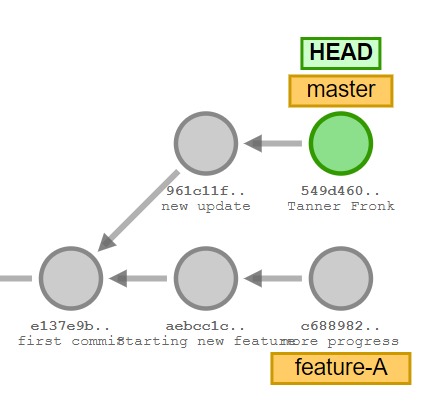 HEAD
master
961c11f..
new update
549d460..
Tanner Fronk
e137e9b..
first commit
aebcc1c..
Starting new feature
c688982..
more progress
feature-A